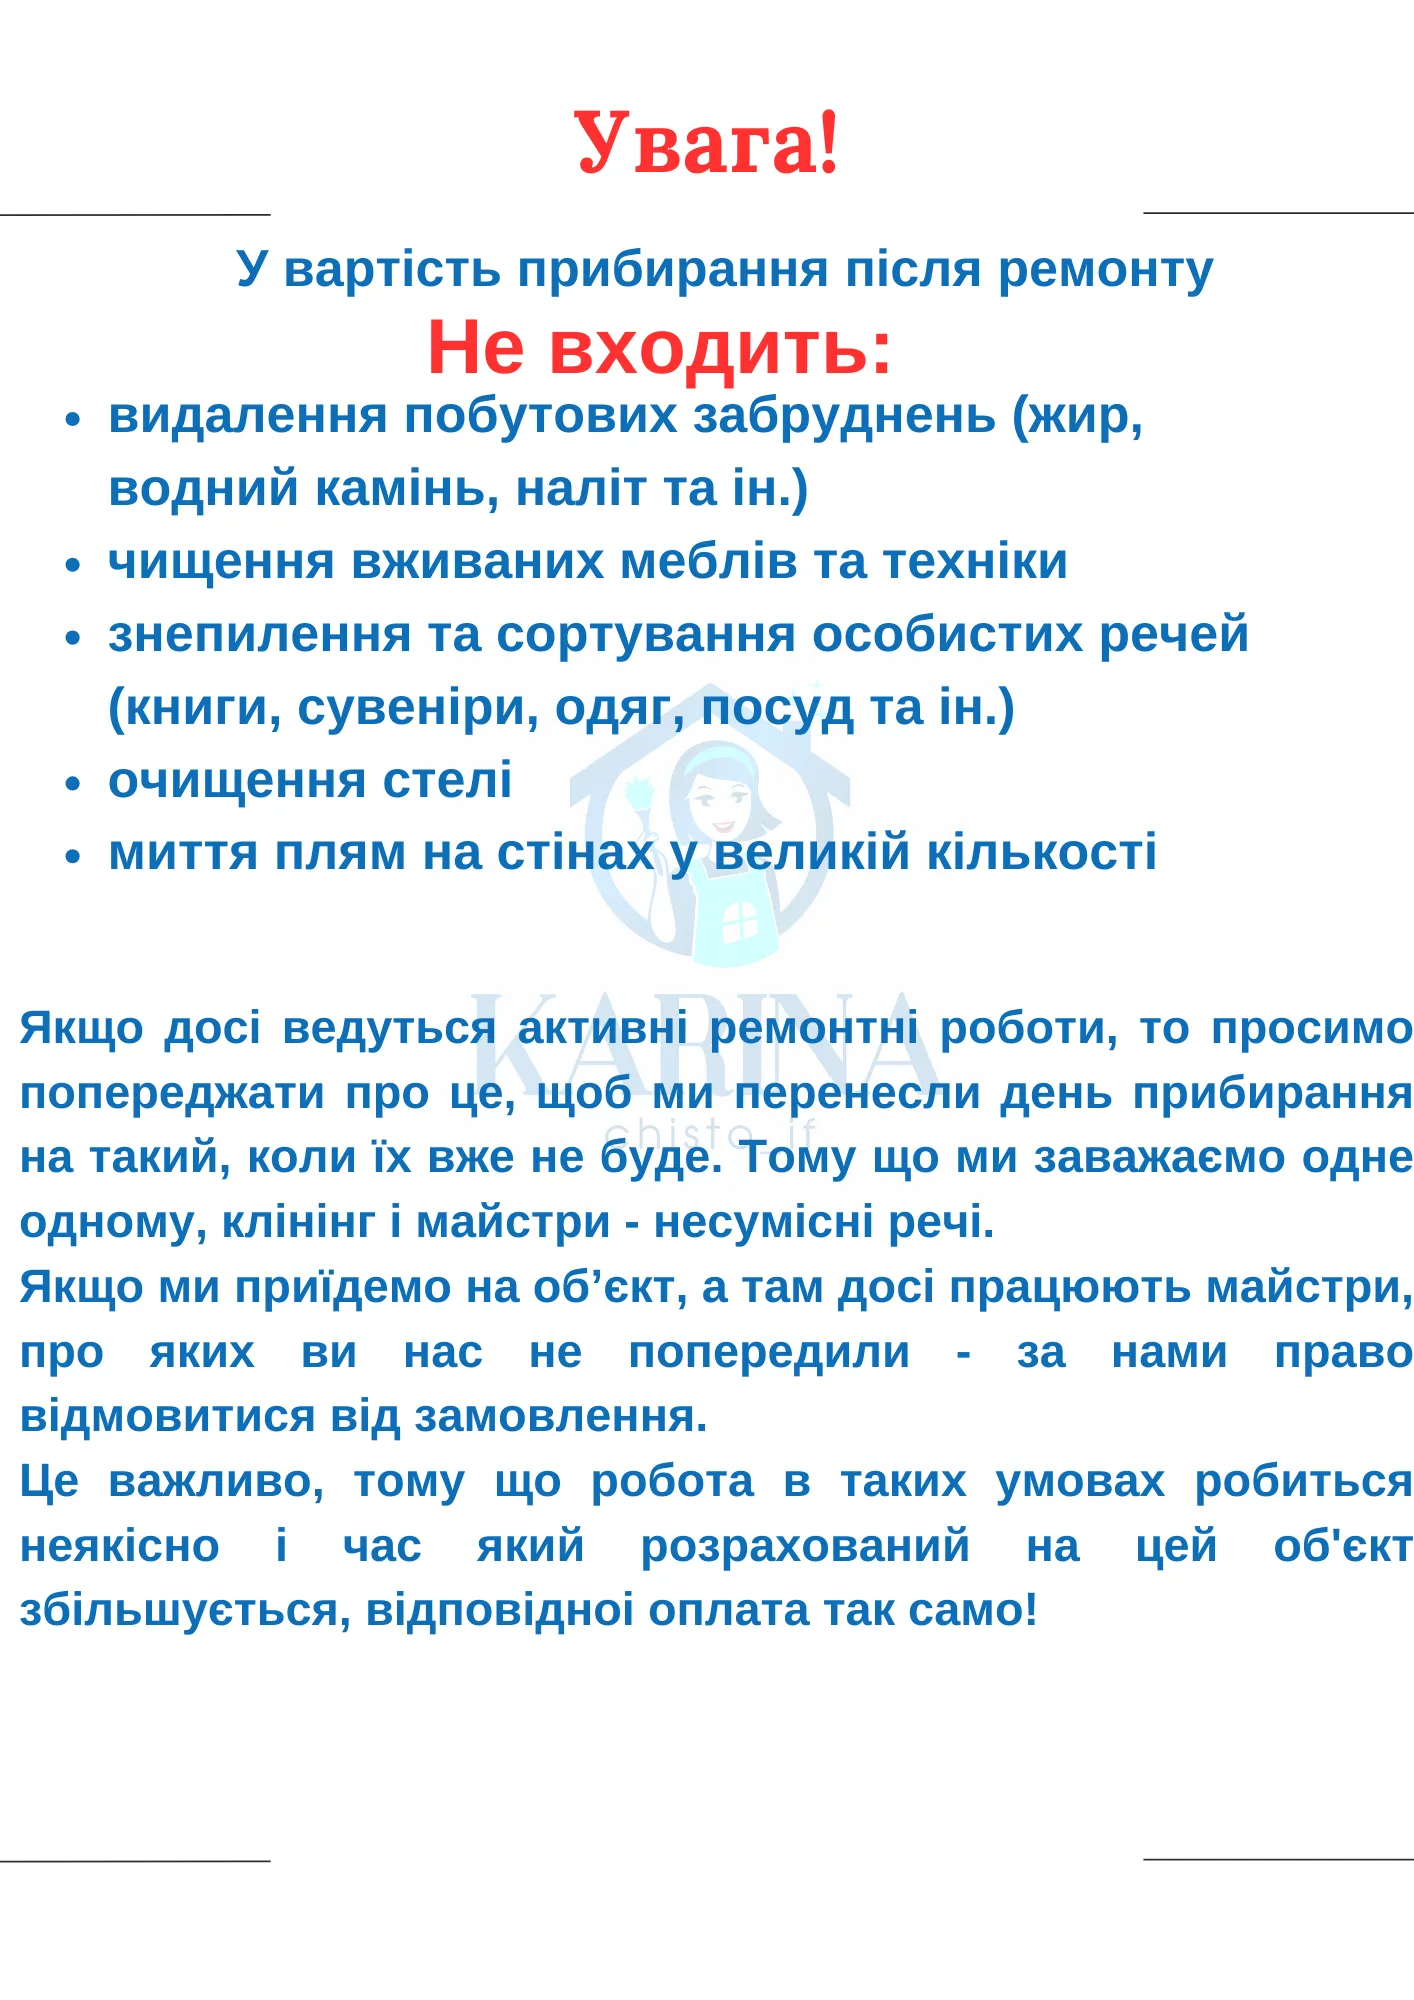 Увага!
У вартість прибирання після ремонту
Не входить:
• видалення побутових забруднень (жир,
водний камінь, наліт та ін.)
• чищення вживаних меблів та техніки
• знепилення та сортування особистих речей
(книги, сувеніри, одяг, посуд та ін.)
• очищення стелі
• миття плям на стінах у великій кількості
KARINA
chisto_if
Якщо досі ведуться активні ремонтні роботи, то просимо
попереджати про це, щоб ми перенесли день прибирання
на такий, коли їх вже не буде. Тому що ми заважаємо одне
одному, клінінг і майстри - несумісні речі.
Якщо ми приїдемо на об’єкт, а там досі працюють майстри,
про яких ви нас не попередили - за нами право
відмовитися від замовлення.
Це важливо, тому що робота в таких умовах робиться
неякісно і час який розрахований на цей об'єкт
збільшується, відповідноі оплата так само!